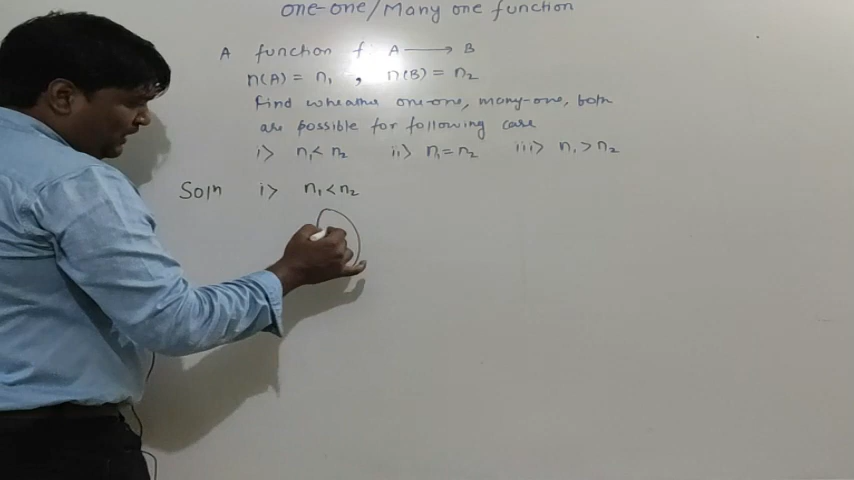 one-one/Many one function
A function f: A → B
n(A) = n₁ , n(B) = n₂
Find wheather one-one, many-one, both
are possible for following case
i> n₁ < n₂ ii> n₁ = n₂ iii> n₁ > n₂
Soln i> n₁ < n₂